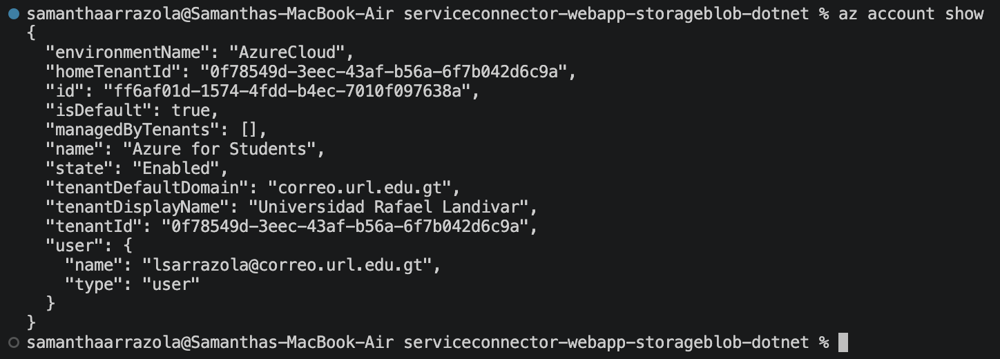 samanthaarrazola@Samanthas-MacBook-Air serviceconnector-webapp-storageblob-dotnet % az account show
{
  "environmentName": "AzureCloud",
  "homeTenantId": "0f78549d-3eec-43af-b56a-6f7b042d6c9a",
  "id": "ff6af01d-1574-4fdd-b4ec-7010f097638a",
  "isDefault": true,
  "managedByTenants": [],
  "name": "Azure for Students",
  "state": "Enabled",
  "tenantDefaultDomain": "correo.url.edu.gt",
  "tenantDisplayName": "Universidad Rafael Landivar",
  "tenantId": "0f78549d-3eec-43af-b56a-6f7b042d6c9a",
  "user": {
    "name": "lsarrazola@correo.url.edu.gt",
    "type": "user"
  }
}
samanthaarrazola@Samanthas-MacBook-Air serviceconnector-webapp-storageblob-dotnet %